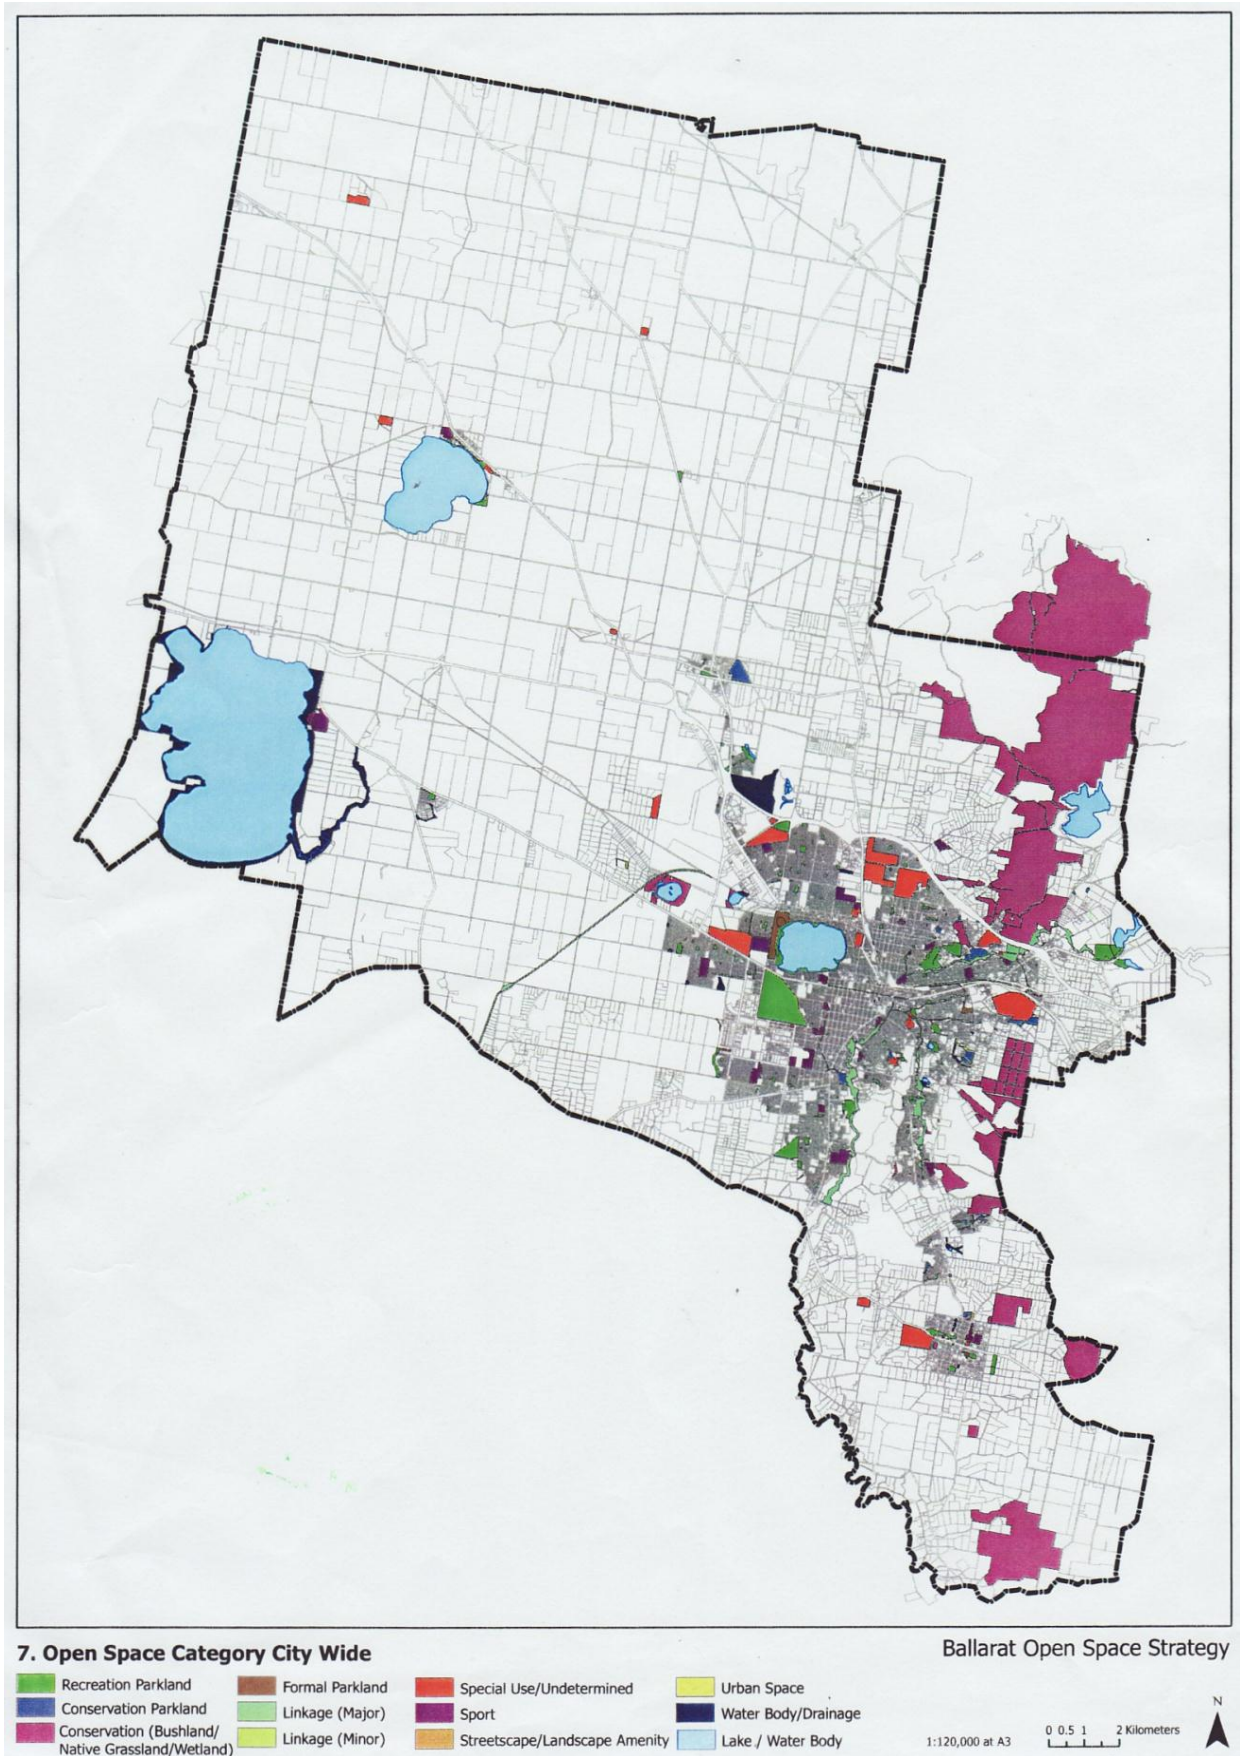 7. Open Space Category City Wide
Ballarat Open Space Strategy
Recreation Parkland
Conservation Parkland
Conservation (Bushland/
Native Grassland/Wetland)
Formal Parkland
Linkage (Major)
Linkage (Minor)
Special Use/Undetermined
Sport
Streetscape/Landscape Amenity
Urban Space
Water Body/Drainage
Lake / Water Body
1:120,000 at A3
0 0.5 1 2 Kilometers
N